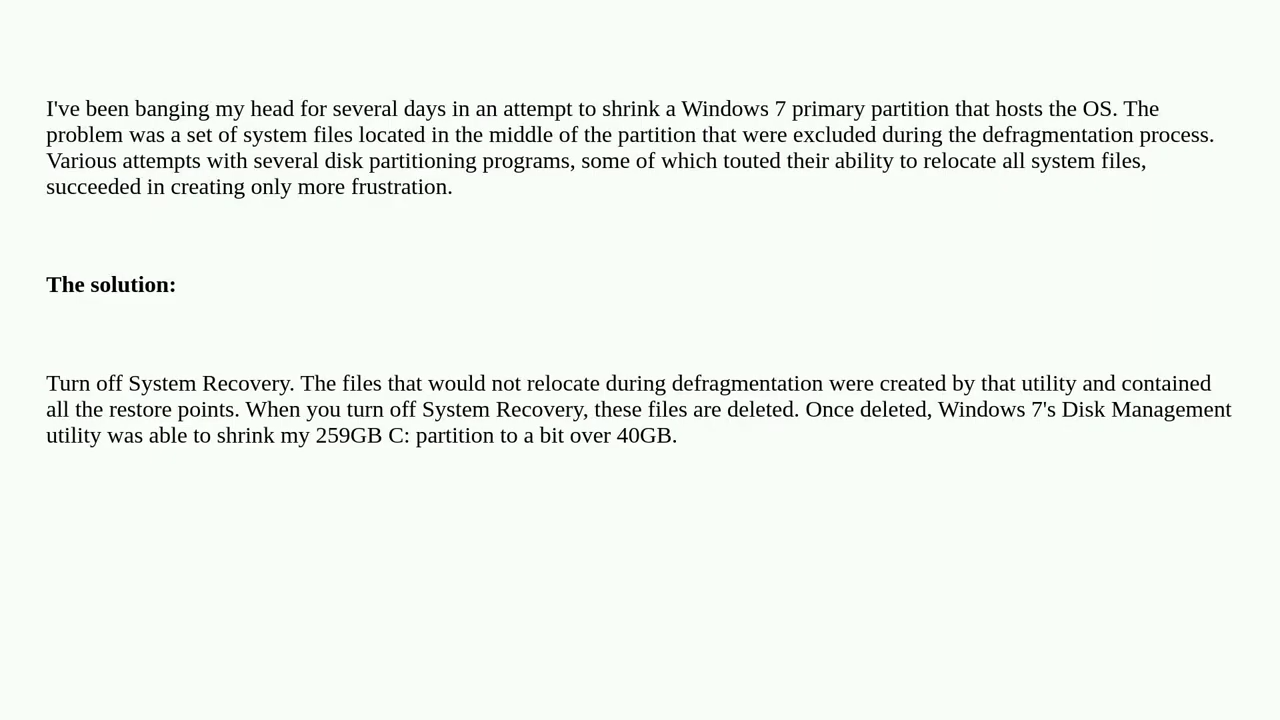 I've been banging my head for several days in an attempt to shrink a Windows 7 primary partition that hosts the OS. The
problem was a set of system files located in the middle of the partition that were excluded during the defragmentation process.
Various attempts with several disk partitioning programs, some of which touted their ability to relocate all system files,
succeeded in creating only more frustration.
The solution:
Turn off System Recovery. The files that would not relocate during defragmentation were created by that utility and contained
all the restore points. When you turn off System Recovery, these files are deleted. Once deleted, Windows 7's Disk Management
utility was able to shrink my 259GB C: partition to a bit over 40GB.